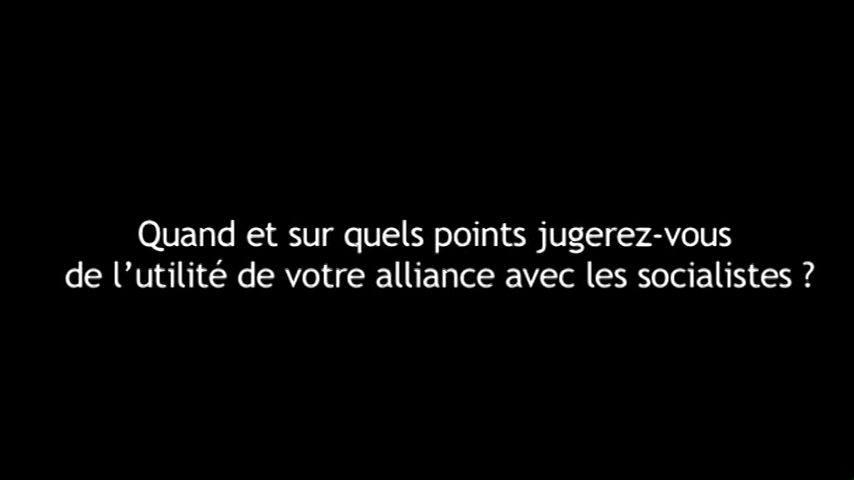 Quand et sur quels points jugerez-vous
de l’utilité de votre alliance avec les socialistes ?